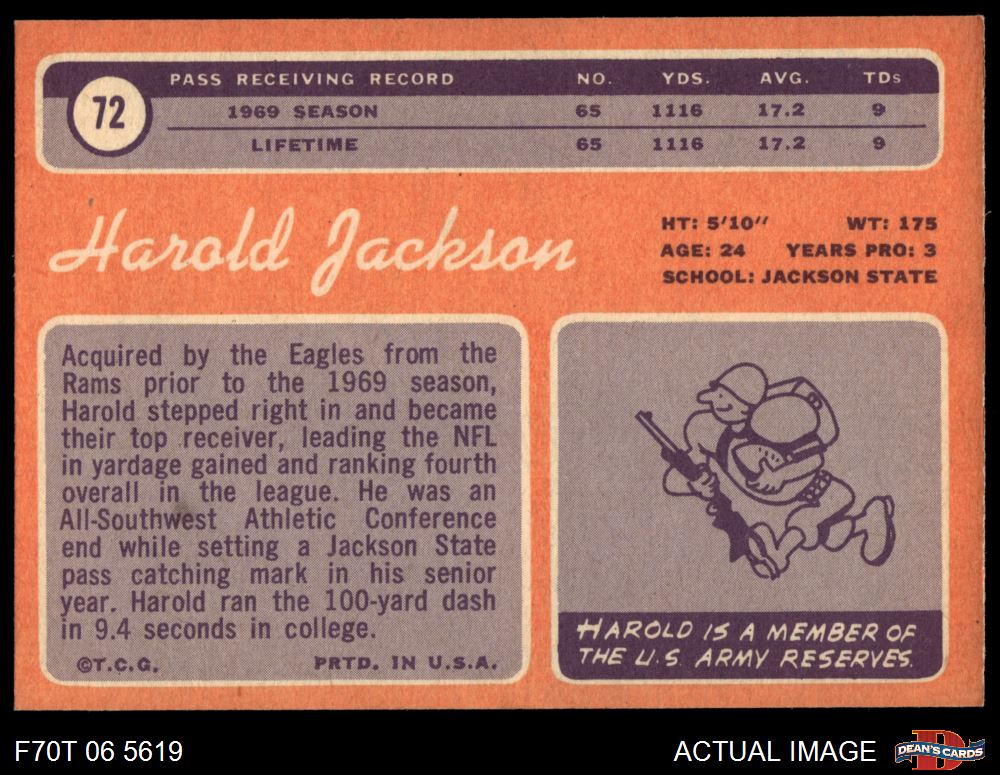 PASS RECEIVING RECORD NO. YDS. AVG. TDs
72
1969 SEASON 65 1116 17.2 9
LIFETIME 65 1116 17.2 9
Harold Jackson
HT: 5'10" WT: 175
AGE: 24 YEARS PRO: 3
SCHOOL: JACKSON STATE
Acquired by the Eagles from the
Rams prior to the 1969 season,
Harold stepped right in and became
their top receiver, leading the NFL
in yardage gained and ranking fourth
overall in the league. He was an
All-Southwest Athletic Conference
end while setting a Jackson State
pass catching mark in his senior
year. Harold ran the 100-yard dash
in 9.4 seconds in college.
©T.C.G. PRTD. IN U.S.A.
HAROLD IS A MEMBER OF
THE U.S. ARMY RESERVES.
F70T 06 5619
ACTUAL IMAGE
D
DEAN'S CARDS